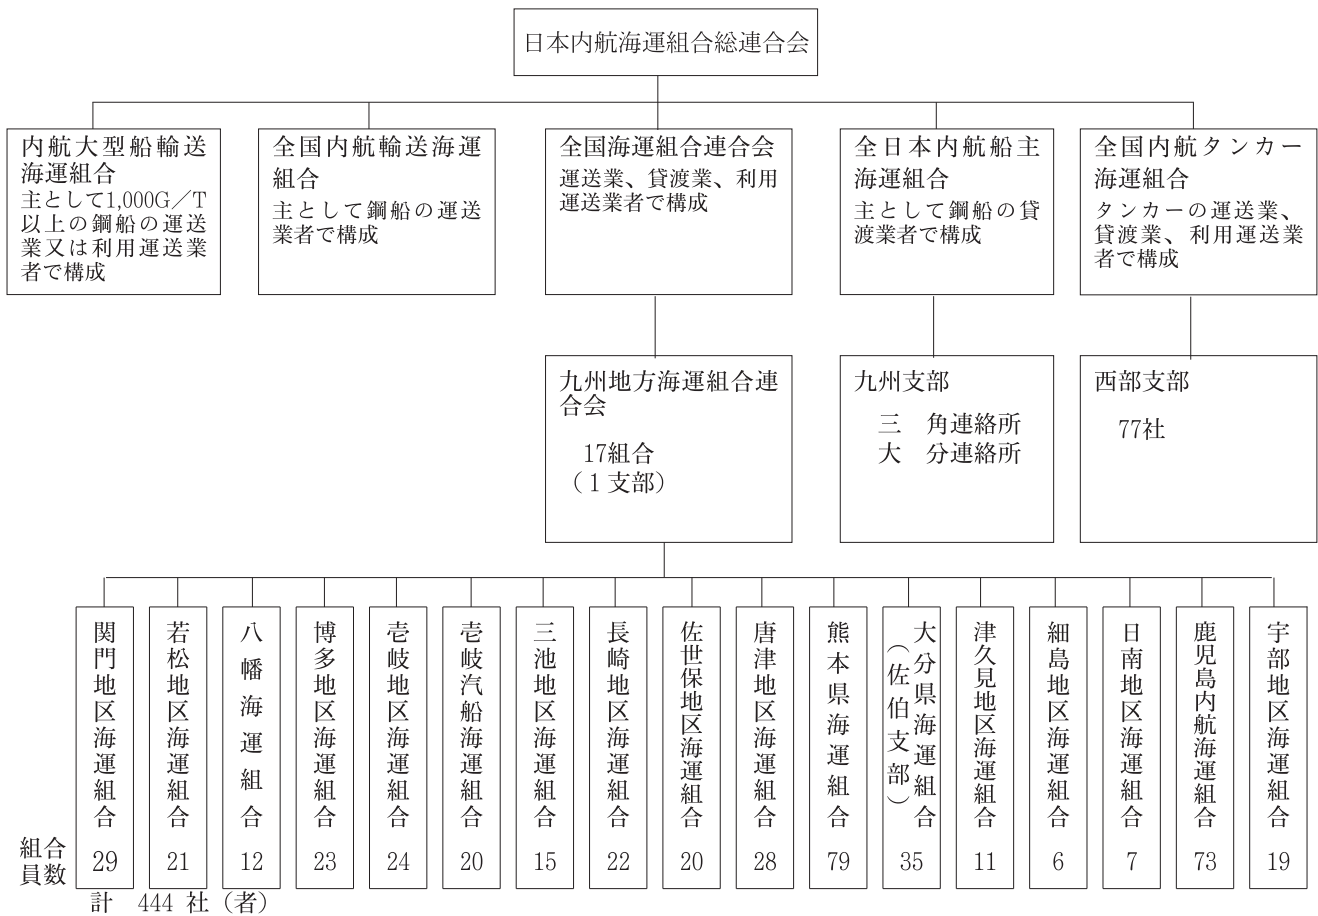 日本内航海運組合総連合会
内航大型船輸送
海運組合
主として1,000G／T
以上の鋼船の運送
業又は利用運送業
者で構成
全国内航輸送海運
組合
主として鋼船の運送
業者で構成
全国海運組合連合会
運送業、貸渡業、利用
運送業者で構成
全日本内航船主
海運組合
主として鋼船の貸
渡業者で構成
全国内航タンカー
海運組合
タンカーの運送業、
貸渡業、利用運送業
者で構成
九州地方海運組合連
合会
17組合
（１支部）
九州支部
三　角連絡所
大　分連絡所
西部支部
77社
関門地区海運組合
若松地区海運組合
八幡海運組合
博多地区海運組合
壱岐地区海運組合
壱岐汽船海運組合
三池地区海運組合
長崎地区海運組合
佐世保地区海運組合
唐津地区海運組合
熊本県海運組合
大分県海運組合
（佐伯支部）
津久見地区海運組合
細島地区海運組合
日南地区海運組合
鹿児島内航海運組合
宇部地区海運組合
組合
員数
29 21 12 23 24 20 15 22 20 28 79 35 11 6 7 73 19
計　444 社（者）